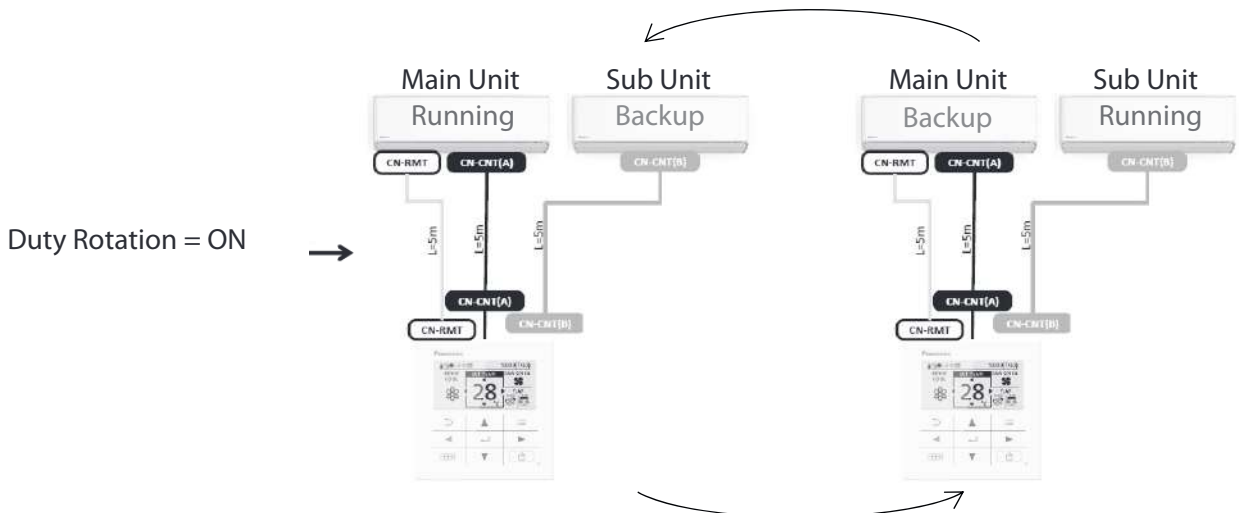 Main Unit Sub Unit Main Unit Sub Unit
Running Backup Backup Running
CN-RMT CN-CNT(A) CN-CNT(B) CN-RMT CN-CNT(A) CN-CNT(B)
Duty Rotation = ON
L=5m L=5m L=5m L=5m L=5m L=5m
CN-CNT(A) CN-CNT(A)
CN-RMT CN-CNT(B) CN-RMT CN-CNT(B)
Panasonic Panasonic
28 28